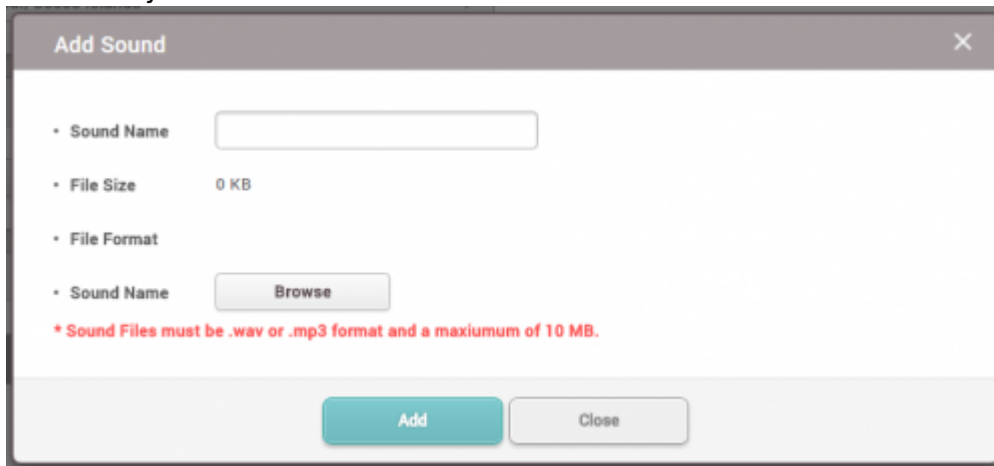 Add Sound
Sound Name
File Size 0 KB
File Format
Sound Name Browse
* Sound Files must be .wav or .mp3 format and a maxiumum of 10 MB.
Add Close